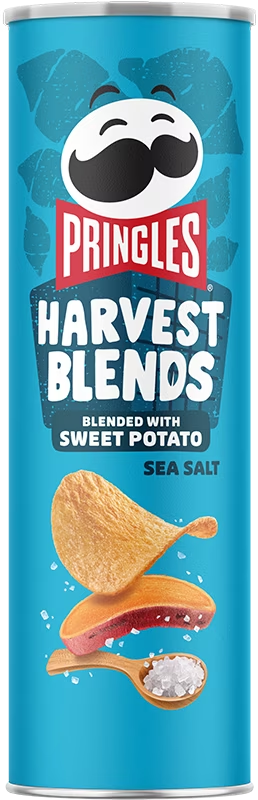 PRINGLES
®
HARVEST
BLENDS
BLENDED WITH
SWEET POTATO
SEA SALT